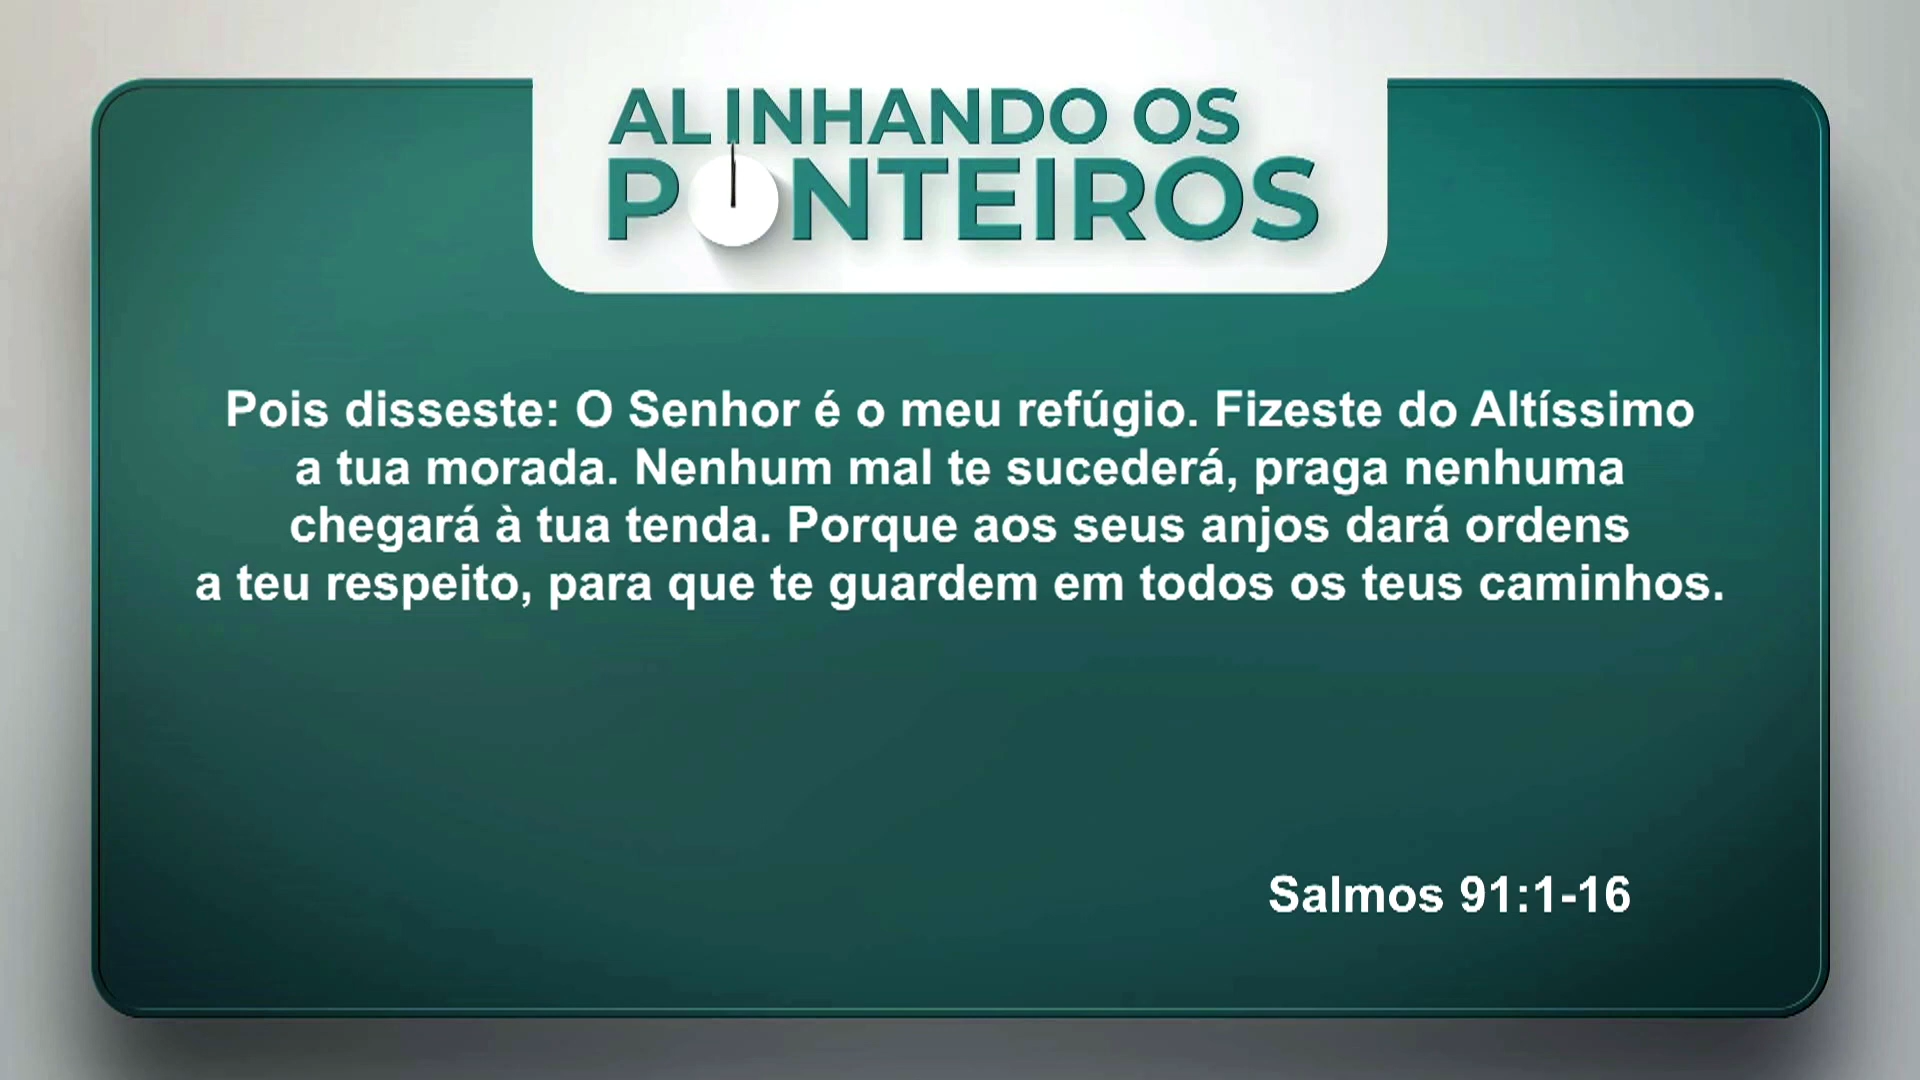 ALINHANDO OS
PONTEIROS
Pois disseste: O Senhor é o meu refúgio. Fizeste do Altíssimo
a tua morada. Nenhum mal te sucederá, praga nenhuma
chegará à tua tenda. Porque aos seus anjos dará ordens
a teu respeito, para que te guardem em todos os teus caminhos.
Salmos 91:1-16